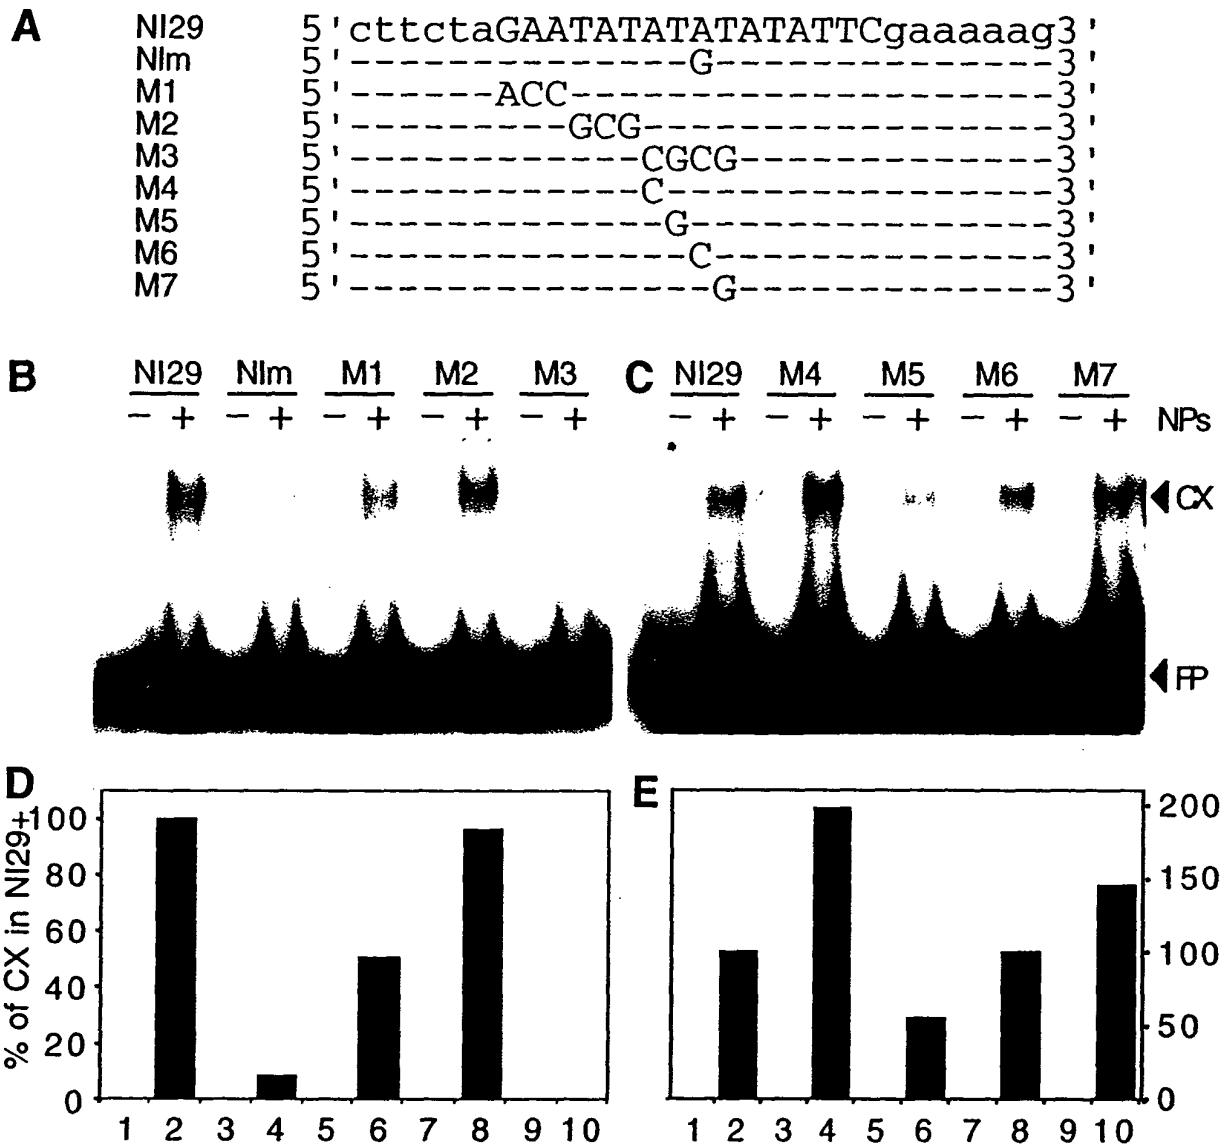 A
NI29 5'cttctaGAATATATATATATTCgaaaaag3'
NIm 5'--------------G--------------3'
M1 5'------ACC--------------------3'
M2 5'---------GCG-----------------3'
M3 5'------------CGCG-------------3'
M4 5'------------C----------------3'
M5 5'-------------G---------------3'
M6 5'--------------C--------------3'
M7 5'---------------G-------------3'
B NI29 NIm M1 M2 M3
− + − + − + − + − +
C NI29 M4 M5 M6 M7
− + − + − + − + − + NPs
CX
FP
D
% of CX in NI29+
100
80
60
40
20
0
1 2 3 4 5 6 7 8 9 10
E
200
150
100
50
0
1 2 3 4 5 6 7 8 9 10